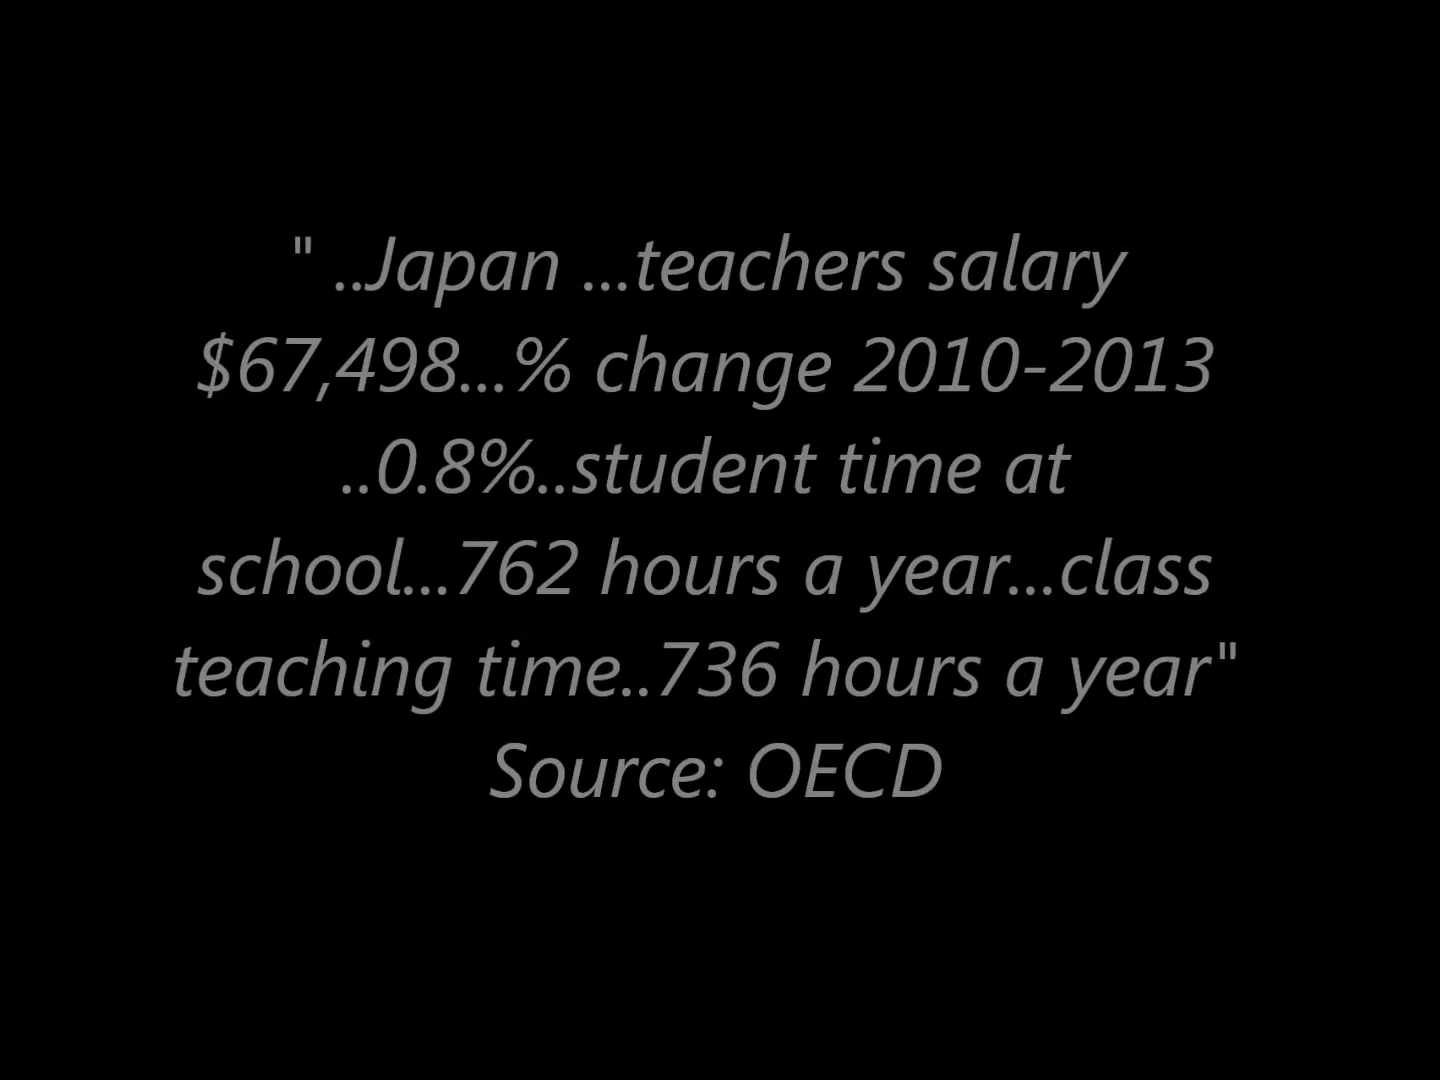 " ..Japan ...teachers salary
$67,498...% change 2010-2013
..0.8%..student time at
school...762 hours a year...class
teaching time..736 hours a year"
Source: OECD